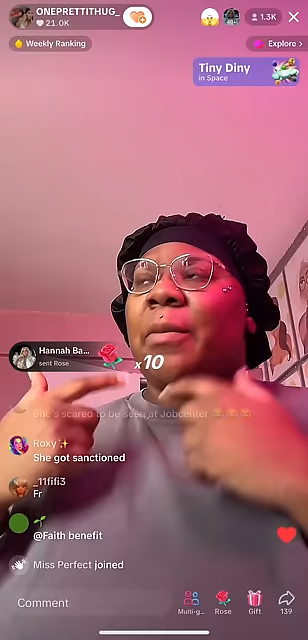 ONEPRETTITHUG_
21.0K
1.3K
Weekly Ranking
Explore >
Tiny Diny
in Space
Hannah Ba...
sent Rose
x10
She's scared to be seen at Jobcenter 😂😂😂
Roxy✨
She got sanctioned
_11fifi3
Fr
🌱
@Faith benefit
Miss Perfect joined
Comment
Multi-g...
Rose
Gift
139